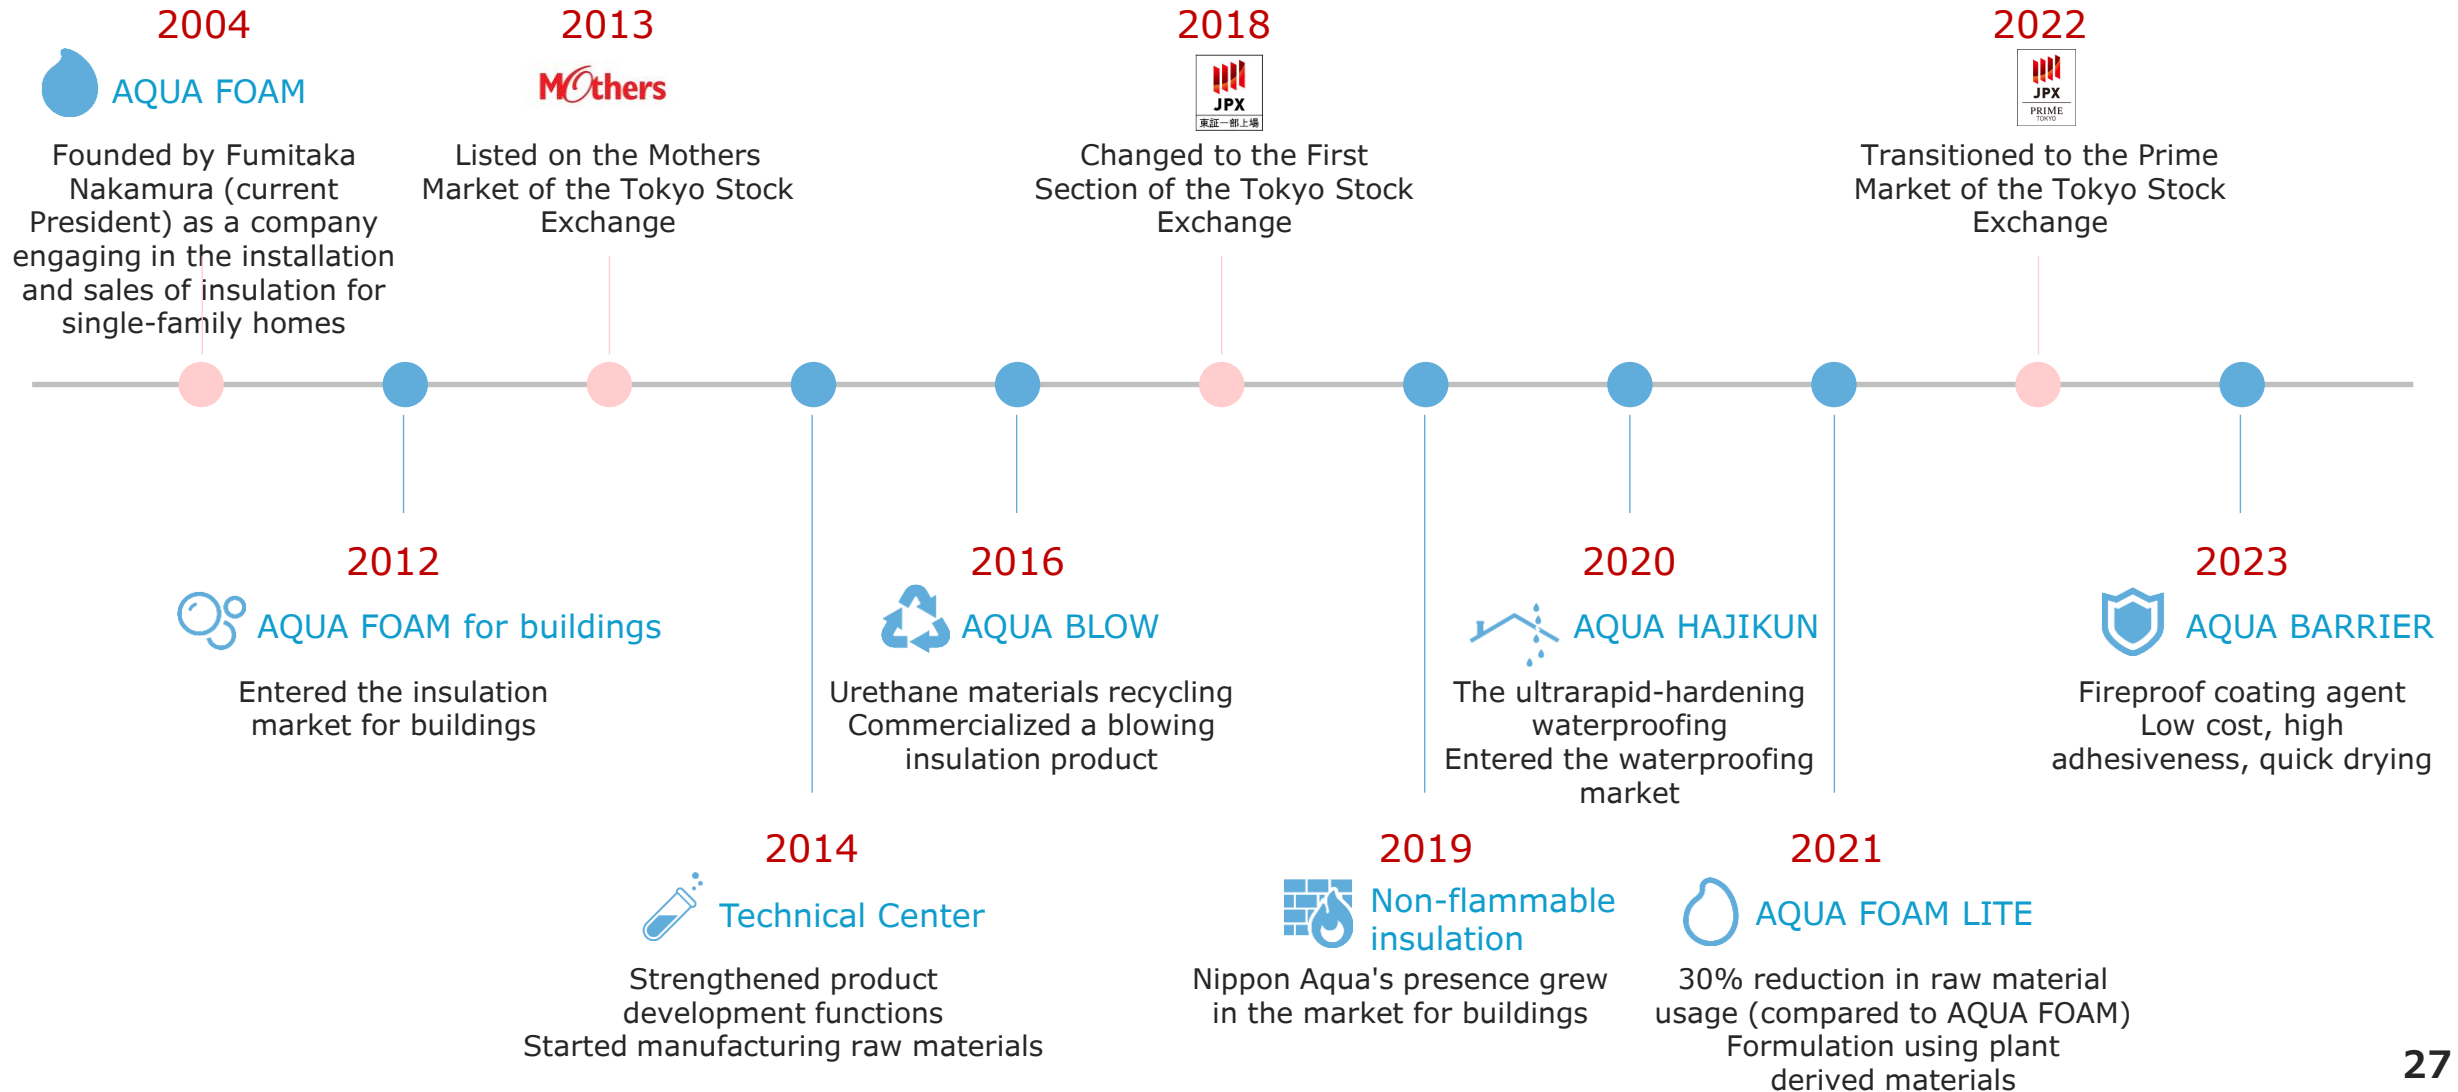 2004
AQUA FOAM
Founded by Fumitaka
Nakamura (current
President) as a company
engaging in the installation
and sales of insulation for
single-family homes
2013
Mothers
Listed on the Mothers
Market of the Tokyo Stock
Exchange
2018
JPX
東証一部上場
Changed to the First
Section of the Tokyo Stock
Exchange
2022
JPX
PRIME
TOKYO
Transitioned to the Prime
Market of the Tokyo Stock
Exchange
2012
AQUA FOAM for buildings
Entered the insulation
market for buildings
2016
AQUA BLOW
Urethane materials recycling
Commercialized a blowing
insulation product
2020
AQUA HAJIKUN
The ultrarapid-hardening
waterproofing
Entered the waterproofing
market
2023
AQUA BARRIER
Fireproof coating agent
Low cost, high
adhesiveness, quick drying
2014
Technical Center
Strengthened product
development functions
Started manufacturing raw materials
2019
Non-flammable
insulation
Nippon Aqua's presence grew
in the market for buildings
2021
AQUA FOAM LITE
30% reduction in raw material
usage (compared to AQUA FOAM)
Formulation using plant
derived materials
27